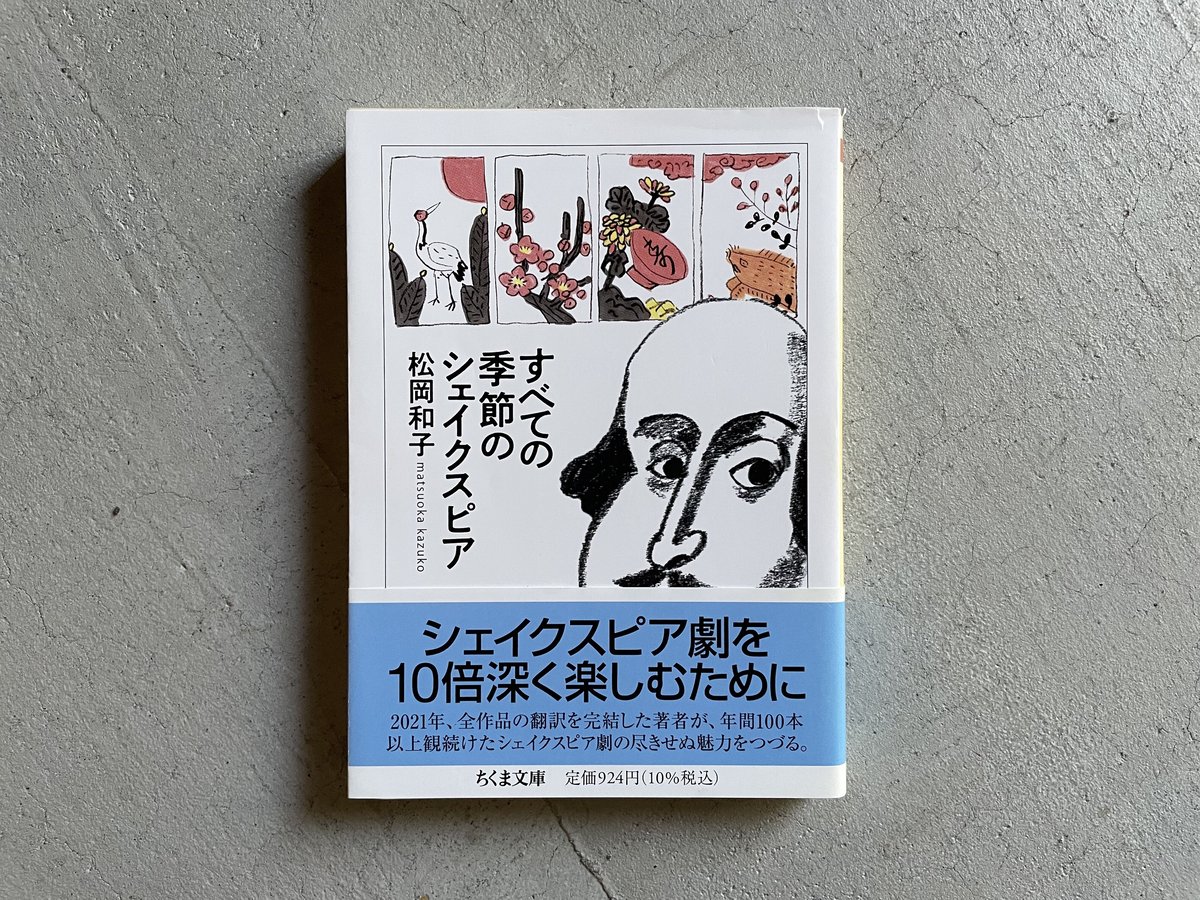 すべての
季節の
シェイクスピア
松岡和子
matsuoka kazuko
寿
シェイクスピア劇を
10倍深く楽しむために
2021年、全作品の翻訳を完結した著者が、年間100本
以上観続けたシェイクスピア劇の尽きせぬ魅力をつづる。
ちくま文庫 定価924円(10%税込)